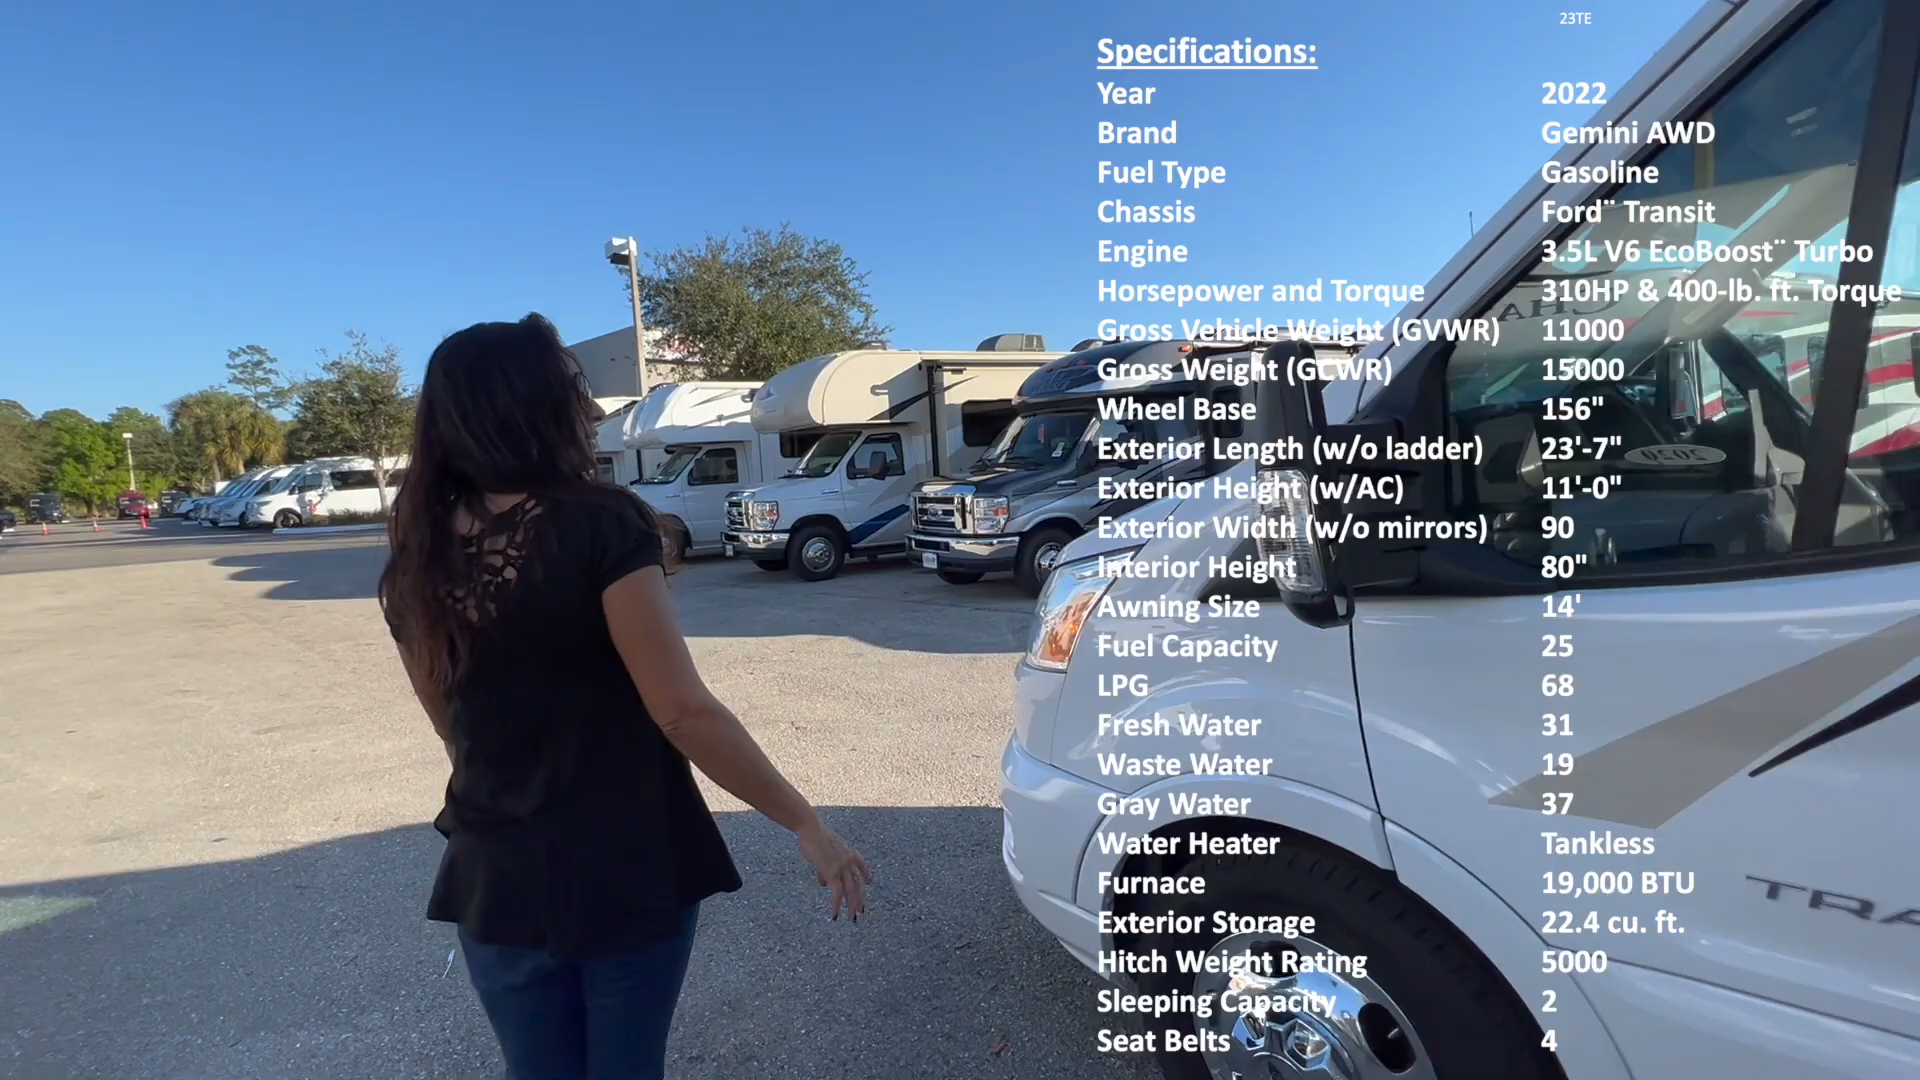 23TE
Specifications:
Year 2022
Brand Gemini AWD
Fuel Type Gasoline
Chassis Ford¨ Transit
Engine 3.5L V6 EcoBoost¨ Turbo
Horsepower and Torque 310HP & 400-lb. ft. Torque
Gross Vehicle Weight (GVWR) 11000
Gross Weight (GCWR) 15000
Wheel Base 156"
Exterior Length (w/o ladder) 23'-7"
Exterior Height (w/AC) 11'-0"
Exterior Width (w/o mirrors) 90
Interior Height 80"
Awning Size 14'
Fuel Capacity 25
LPG 68
Fresh Water 31
Waste Water 19
Gray Water 37
Water Heater Tankless
Furnace 19,000 BTU
Exterior Storage 22.4 cu. ft.
Hitch Weight Rating 5000
Sleeping Capacity 2
Seat Belts 4
TRA